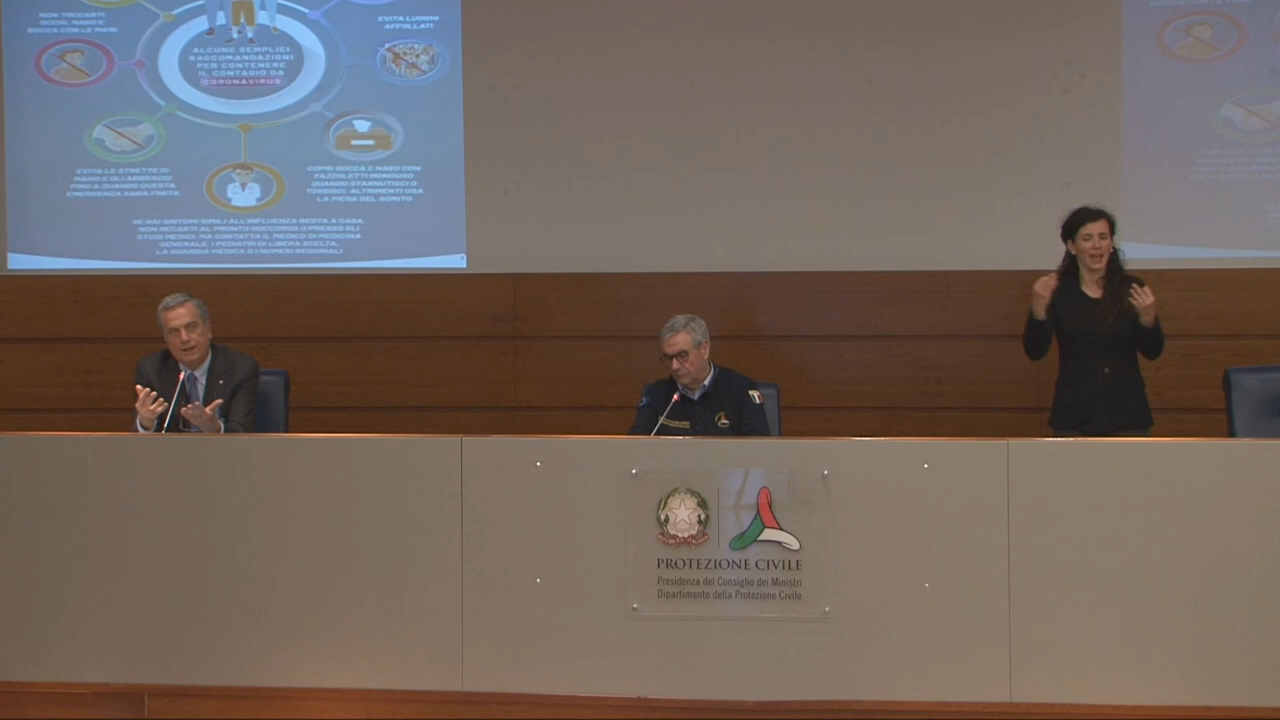 NON TOCCARTI
OCCHI, NASO E
BOCCA CON LE MANI
EVITA LUOGHI
AFFOLLATI
ALCUNE SEMPLICI
RACCOMANDAZIONI
PER CONTENERE
IL CONTAGIO DA
CORONAVIRUS
EVITA LE STRETTE DI
MANO E GLI ABBRACCI
FINO A QUANDO QUESTA
EMERGENZA SARÀ FINITA
COPRI BOCCA E NASO CON
FAZZOLETTI MONOUSO
QUANDO STARNUTISCI O
TOSSISCI. ALTRIMENTI USA
LA PIEGA DEL GOMITO
SE HAI SINTOMI SIMILI ALL'INFLUENZA RESTA A CASA,
NON RECARTI AL PRONTO SOCCORSO O PRESSO GLI
STUDI MEDICI, MA CONTATTA IL MEDICO DI MEDICINA
GENERALE, I PEDIATRI DI LIBERA SCELTA,
LA GUARDIA MEDICA O I NUMERI REGIONALI
PROTEZIONE CIVILE
Presidenza del Consiglio dei Ministri
Dipartimento della Protezione Civile